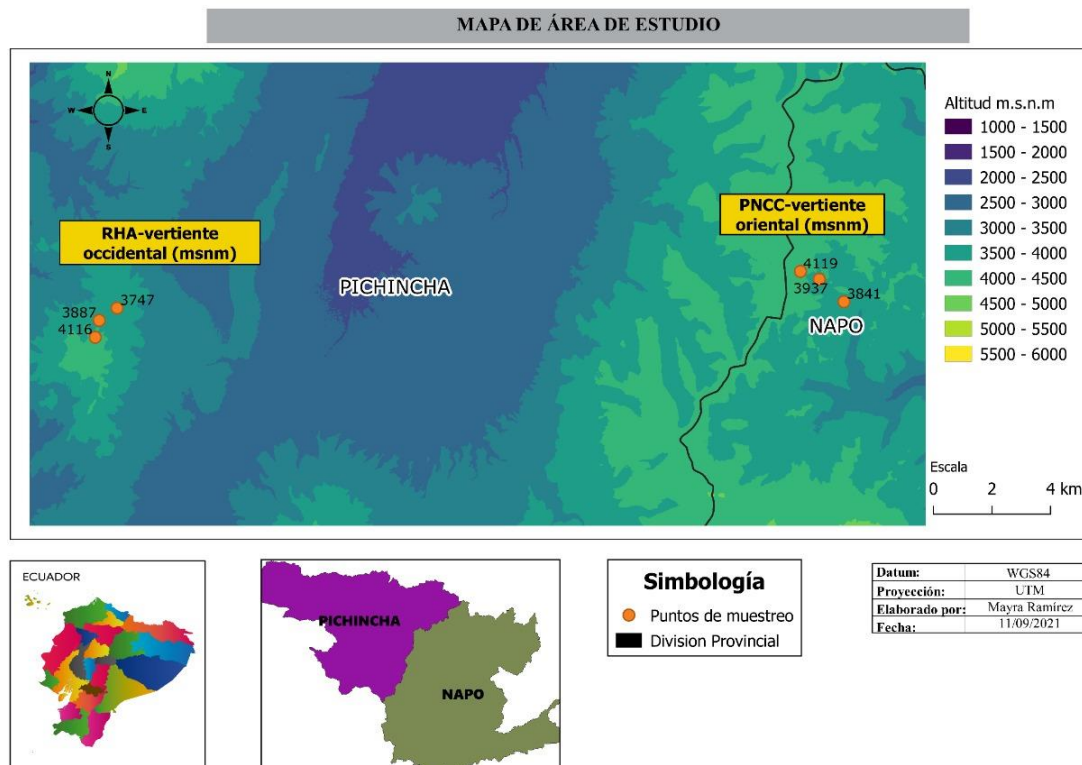 MAPA DE ÁREA DE ESTUDIO
N
W
E
S
RHA-vertiente
occidental (msnm)
3747
3887
4116
PICHINCHA
PNCC-vertiente
oriental (msnm)
4119
3937
3841
NAPO
Altitud m.s.n.m
1000 - 1500
1500 - 2000
2000 - 2500
2500 - 3000
3000 - 3500
3500 - 4000
4000 - 4500
4500 - 5000
5000 - 5500
5500 - 6000
Escala
0 2 4 km
ECUADOR
PICHINCHA
NAPO
Simbología
Puntos de muestreo
Division Provincial
Datum: WGS84
Proyección: UTM
Elaborado por: Mayra Ramírez
Fecha: 11/09/2021